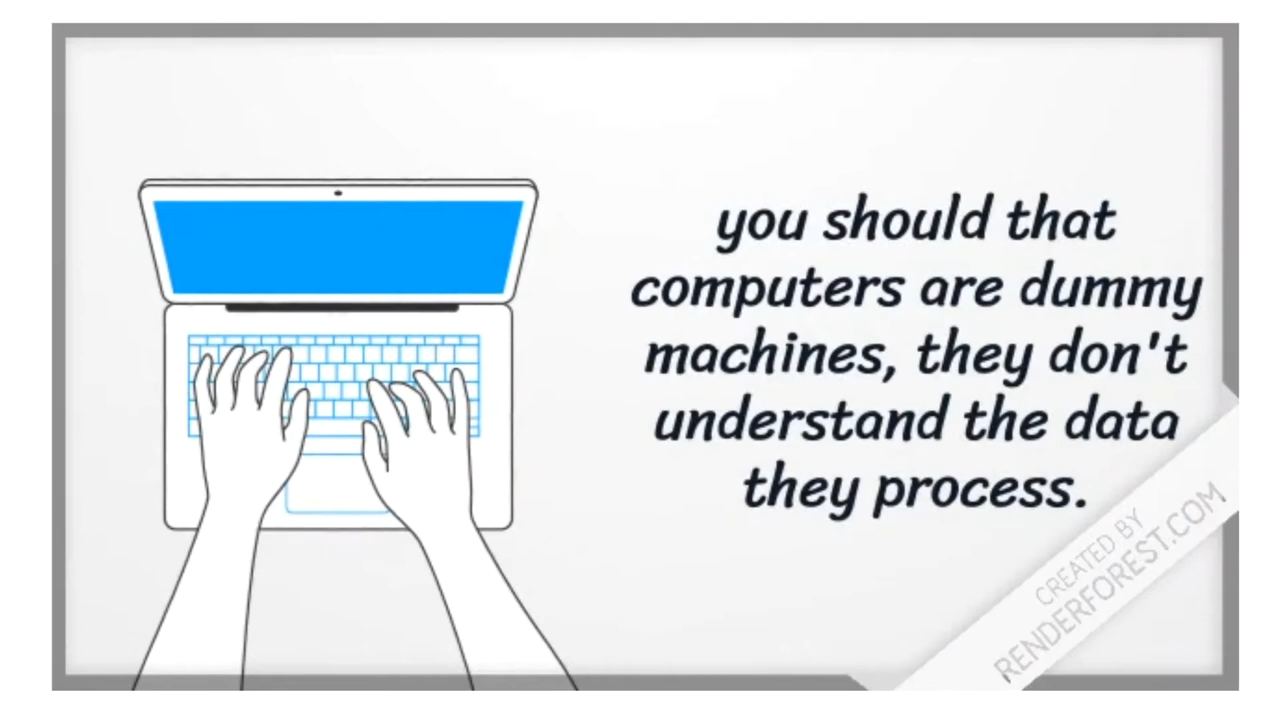 you should that
computers are dummy
machines, they don't
understand the data
they process.
CREATED BY
RENDERFOREST.COM